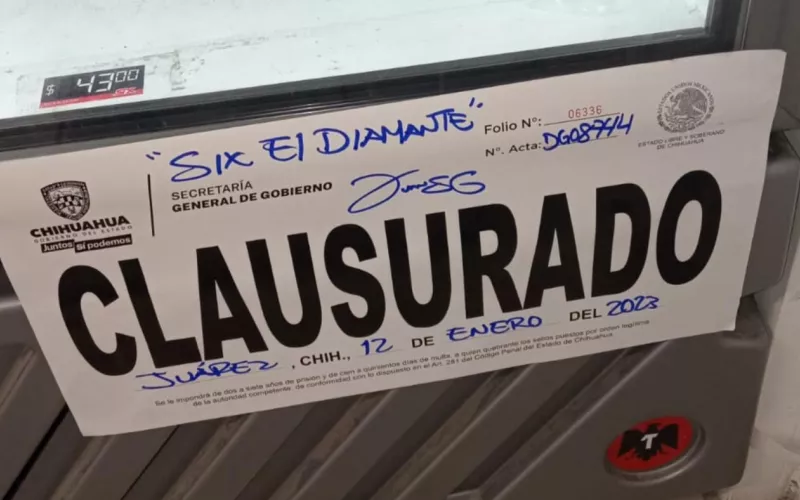 $ 43.00
"SIX El DIAMANTE"
Folio N°: 06336
N°. Acta: DG08744
ESTADO LIBRE Y SOBERANO
DE CHIHUAHUA
SECRETARÍA
GENERAL DE GOBIERNO
CHIHUAHUA
GOBIERNO DEL ESTADO
Juntos Sí podemos
CLAUSURADO
JUÁREZ, CHIH., 12 DE ENERO DEL 2023
Se le impondrá de dos a siete años de prisión y de cien a quinientos días de multa, a quien quebrante los sellos puestos por orden legítima
de la autoridad competente, de conformidad con lo dispuesto en el Art. 281 del Código Penal del Estado de Chihuahua.
T